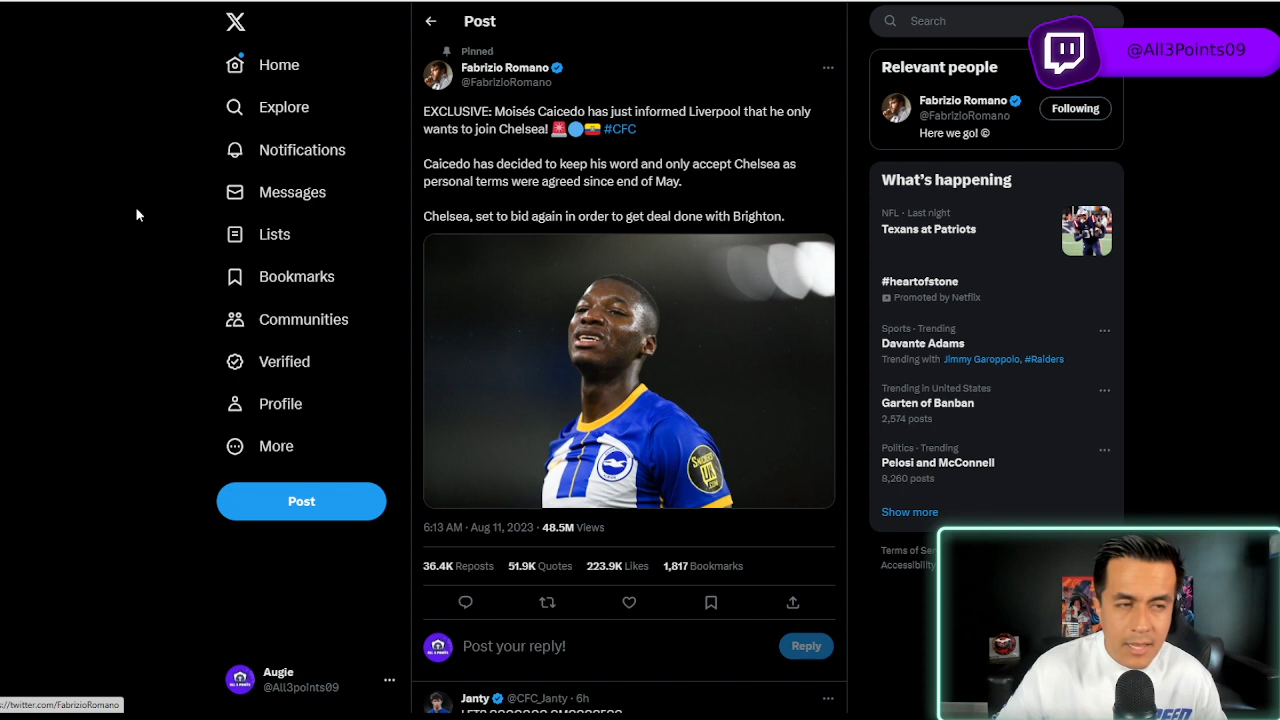 Home
Explore
Notifications
Messages
Lists
Bookmarks
Communities
Verified
Profile
More
Post
Augie
@All3points09
s://twitter.com/FabrizioRomano
Post
Pinned
Fabrizio Romano
@FabrizioRomano
EXCLUSIVE: Moisés Caicedo has just informed Liverpool that he only
wants to join Chelsea! 🚨🔵🇪🇨 #CFC
Caicedo has decided to keep his word and only accept Chelsea as
personal terms were agreed since end of May.
Chelsea, set to bid again in order to get deal done with Brighton.
6:13 AM · Aug 11, 2023 · 48.5M Views
36.4K Reposts 51.9K Quotes 223.9K Likes 1,817 Bookmarks
Post your reply!
Reply
Janty @CFC_Janty · 6h
Search
@All3Points09
Relevant people
Fabrizio Romano
@FabrizioRomano
Following
Here we go! ©
What's happening
NFL · Last night
Texans at Patriots
#heartofstone
Promoted by Netflix
Sports · Trending
Davante Adams
Trending with Jimmy Garoppolo, #Raiders
Trending in United States
Garten of Banban
2,574 posts
Politics · Trending
Pelosi and McConnell
8,260 posts
Show more
Terms of
Accessibility